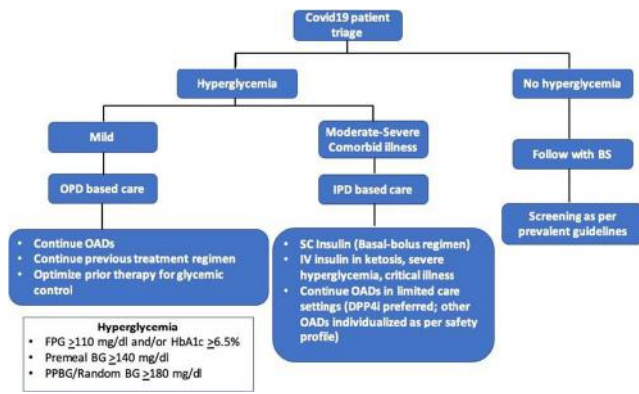 Covid19 patient
triage
Hyperglycemia
No hyperglycemia
Mild
Moderate-Severe
Comorbid illness
Follow with BS
OPD based care
IPD based care
Screening as per
prevalent guidelines
• Continue OADs
• Continue previous treatment regimen
• Optimize prior therapy for glycemic
control
• SC Insulin (Basal-bolus regimen)
• IV insulin in ketosis, severe
hyperglycemia, critical illness
• Continue OADs in limited care
settings (DPP4i preferred; other
OADs individualized as per safety
profile)
Hyperglycemia
• FPG ≥110 mg/dl and/or HbA1c ≥6.5%
• Premeal BG ≥140 mg/dl
• PPBG/Random BG ≥180 mg/dl